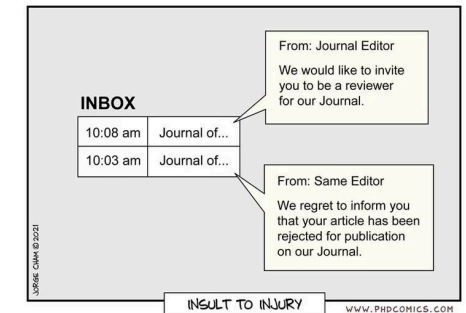 From: Journal Editor
We would like to invite
you to be a reviewer
for our Journal.
INBOX
10:08 am Journal of...
10:03 am Journal of...
From: Same Editor
We regret to inform you
that your article has been
rejected for publication
on our Journal.
JORGE CHAM © 2021
INSULT TO INJURY
WWW.PHDCOMICS.COM